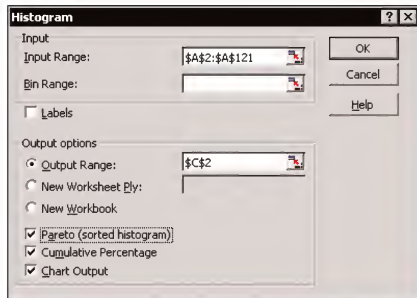 Histogram
Input
Input Range: $A$2:$A$121
Bin Range:
Labels
Output options
Output Range: $C$2
New Worksheet Ply:
New Workbook
Pareto (sorted histogram)
Cumulative Percentage
Chart Output
OK
Cancel
Help